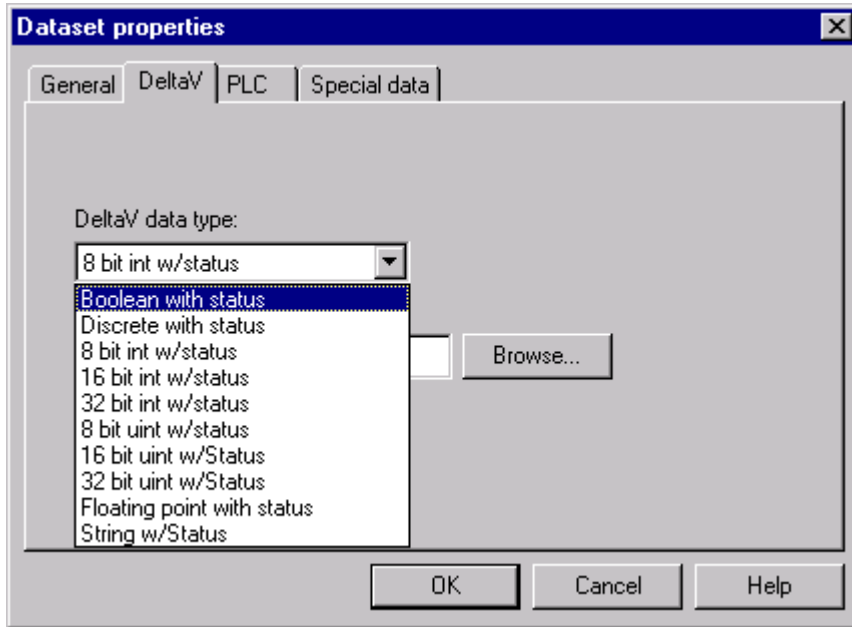 Dataset properties
General DeltaV PLC Special data
DeltaV data type:
8 bit int w/status
Boolean with status
Discrete with status
8 bit int w/status
Browse...
16 bit int w/status
32 bit int w/status
8 bit uint w/status
16 bit uint w/Status
32 bit uint w/Status
Floating point with status
String w/Status
OK Cancel Help